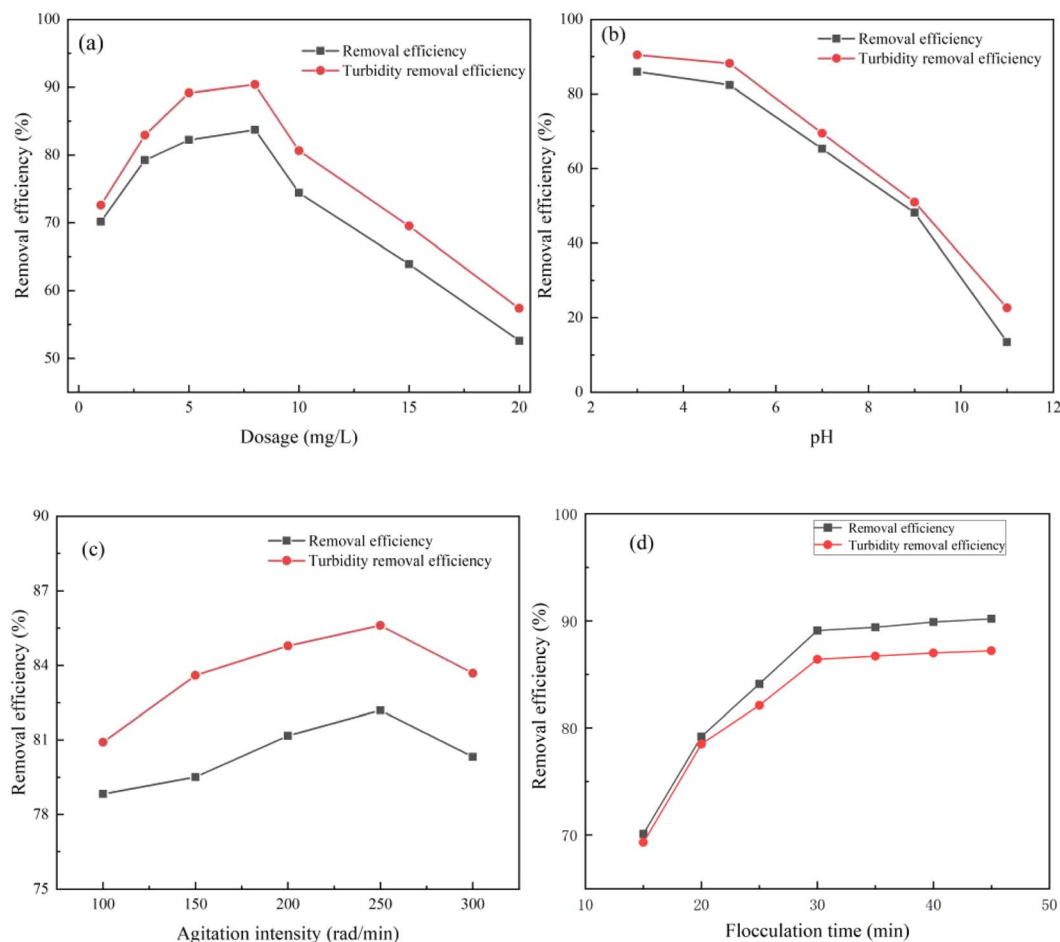 (a)
Removal efficiency
Turbidity removal efficiency
Removal efficiency (%)
100
90
80
70
60
50
0 5 10 15 20
Dosage (mg/L)
(b)
Removal efficiency
Turbidity removal efficiency
Removal efficiency (%)
100
80
60
40
20
0
2 4 6 8 10 12
pH
(c)
Removal efficiency
Turbidity removal efficiency
Removal efficiency (%)
90
87
84
81
78
75
100 150 200 250 300
Agitation intensity (rad/min)
(d)
Removal efficiency
Turbidity removal efficiency
Removal efficiency (%)
100
90
80
70
10 20 30 40 50
Flocculation time (min)